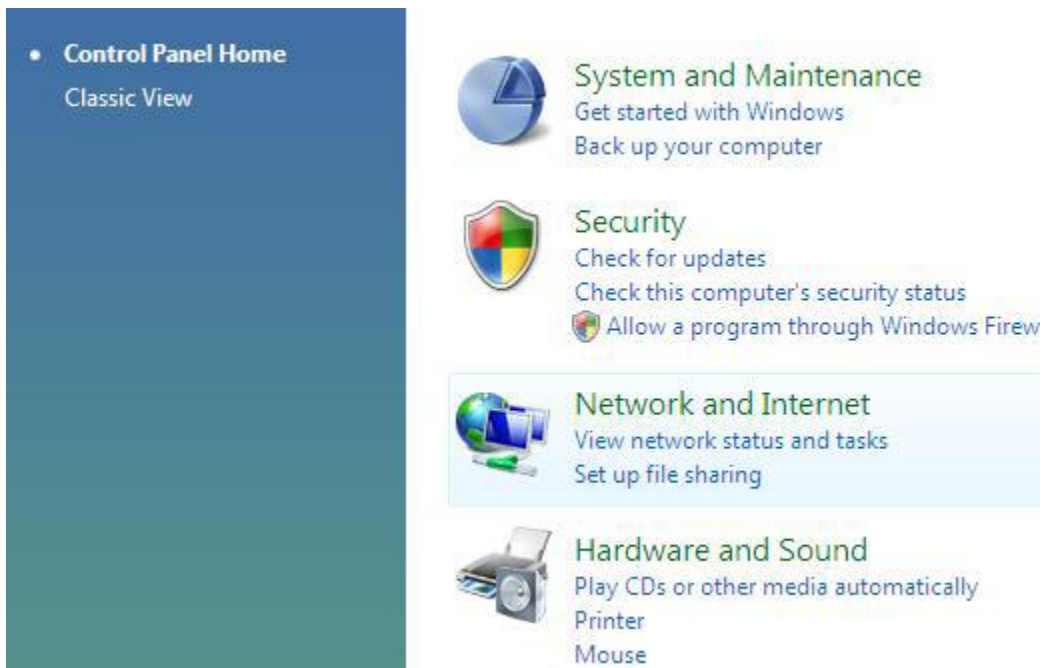 Control Panel Home
Classic View
System and Maintenance
Get started with Windows
Back up your computer
Security
Check for updates
Check this computer's security status
Allow a program through Windows Firew
Network and Internet
View network status and tasks
Set up file sharing
Hardware and Sound
Play CDs or other media automatically
Printer
Mouse